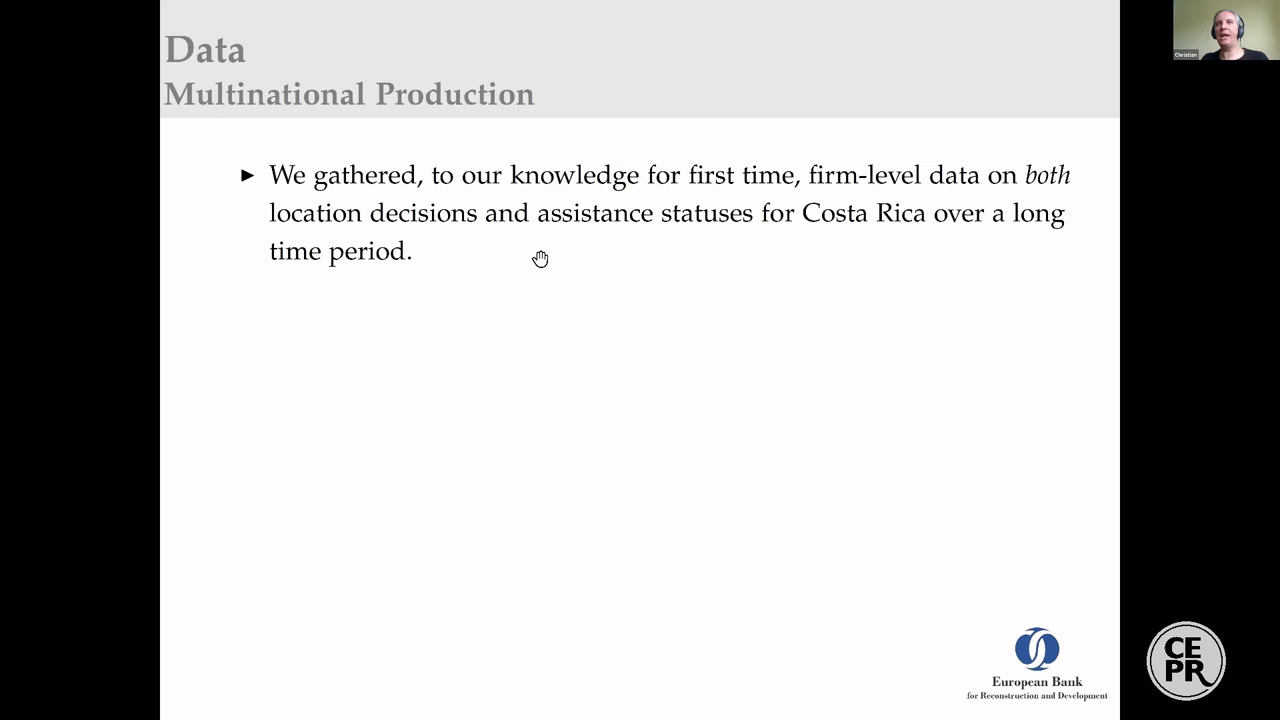 Data
Multinational Production
Christian
► We gathered, to our knowledge for first time, firm-level data on both
location decisions and assistance statuses for Costa Rica over a long
time period.
European Bank
for Reconstruction and Development
CE
PR